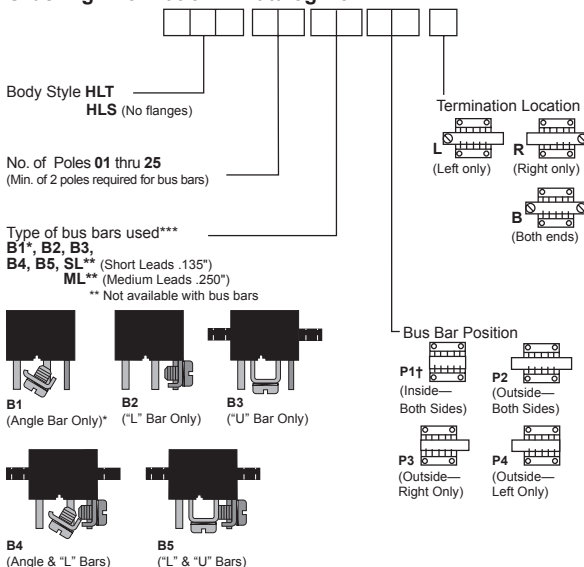 Body Style HLT
HLS (No flanges)
No. of Poles 01 thru 25
(Min. of 2 poles required for bus bars)
Type of bus bars used***
B1*, B2, B3,
B4, B5, SL** (Short Leads .135")
ML** (Medium Leads .250")
** Not available with bus bars
B1
(Angle Bar Only)*
B2
("L" Bar Only)
B3
("U" Bar Only)
B4
(Angle & "L" Bars)
B5
("L" & "U" Bars)
Termination Location
L
(Left only)
R
(Right only)
B
(Both ends)
Bus Bar Position
P1†
(Inside—
Both Sides)
P2
(Outside—
Both Sides)
P3
(Outside—
Right Only)
P4
(Outside—
Left Only)